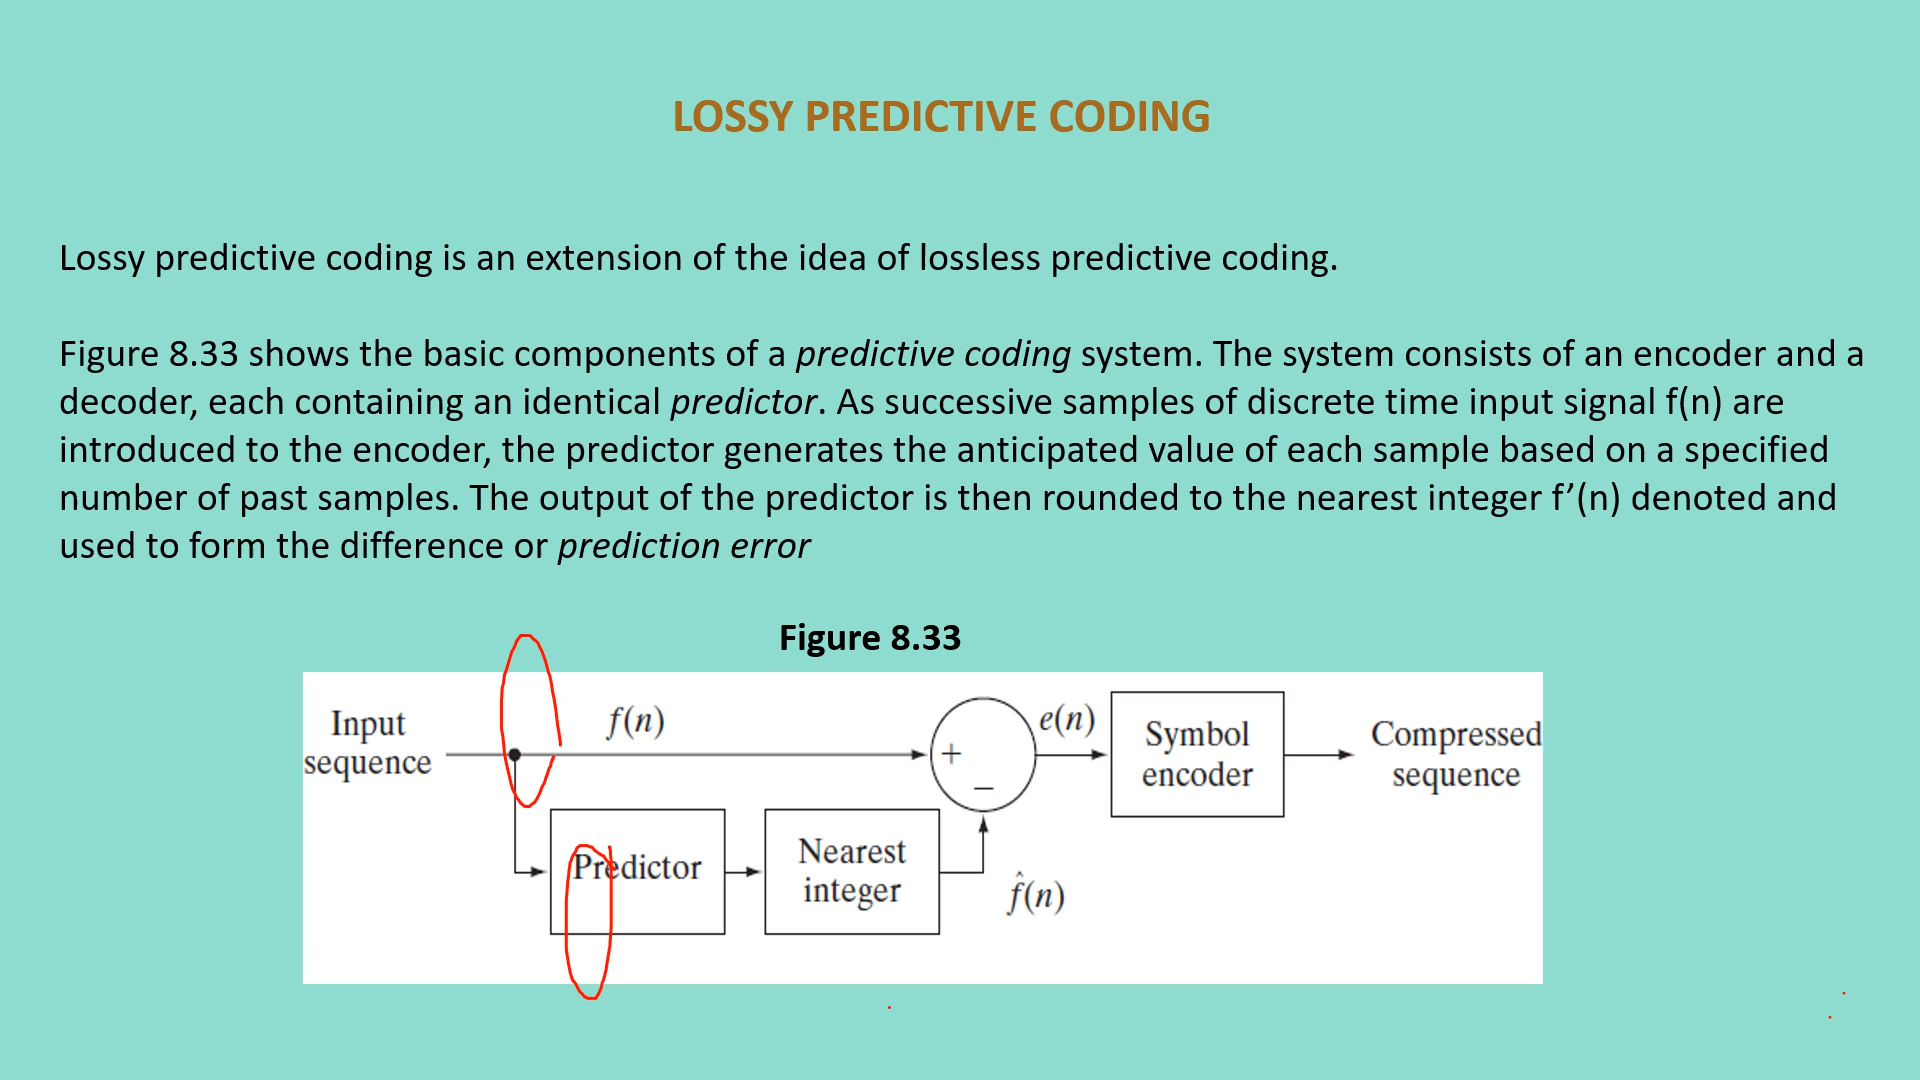 LOSSY PREDICTIVE CODING
Lossy predictive coding is an extension of the idea of lossless predictive coding.
Figure 8.33 shows the basic components of a predictive coding system. The system consists of an encoder and a
decoder, each containing an identical predictor. As successive samples of discrete time input signal f(n) are
introduced to the encoder, the predictor generates the anticipated value of each sample based on a specified
number of past samples. The output of the predictor is then rounded to the nearest integer f’(n) denoted and
used to form the difference or prediction error
Figure 8.33
Input
sequence
f(n)
+
−
e(n)
Symbol
encoder
Compressed
sequence
Predictor
Nearest
integer
f̂(n)